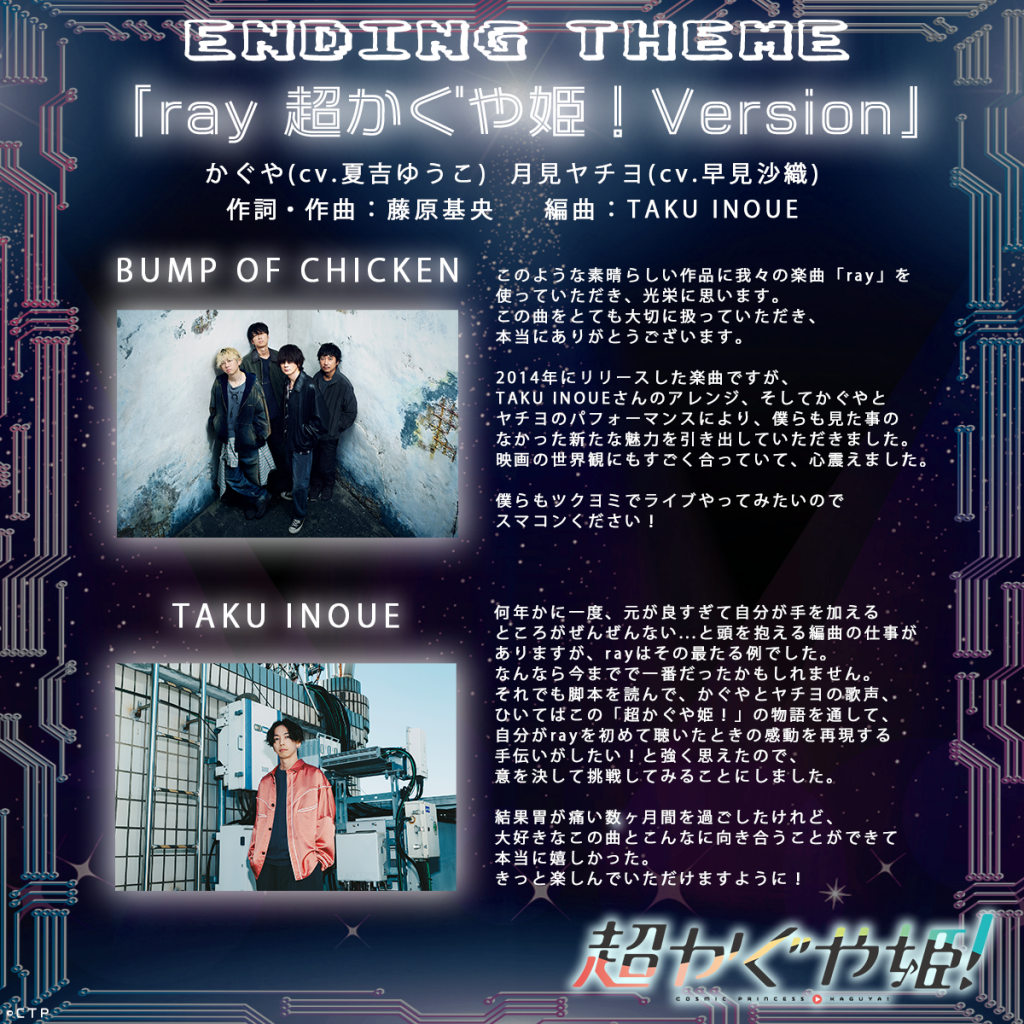 ENDING THEME
「ray 超かぐや姫！Version」
かぐや(cv.夏吉ゆうこ) 月見ヤチヨ(cv.早見沙織)
作詞・作曲：藤原基央 編曲：TAKU INOUE
BUMP OF CHICKEN
このような素晴らしい作品に我々の楽曲「ray」を
使っていただき、光栄に思います。
この曲をとても大切に扱っていただき、
本当にありがとうございます。
2014年にリリースした楽曲ですが、
TAKU INOUEさんのアレンジ、そしてかぐやと
ヤチヨのパフォーマンスにより、僕らも見た事の
なかった新たな魅力を引き出していただきました。
映画の世界観にもすごく合っていて、心震えました。
僕らもツクヨミでライブやってみたいので
スマコンください！
TAKU INOUE
何年かに一度、元が良すぎて自分が手を加える
ところがぜんぜんない...と頭を抱える編曲の仕事が
ありますが、rayはその最たる例でした。
なんなら今までで一番だったかもしれません。
それでも脚本を読んで、かぐやとヤチヨの歌声、
ひいてはこの「超かぐや姫！」の物語を通して、
自分がrayを初めて聴いたときの感動を再現する
手伝いがしたい！と強く思えたので、
意を決して挑戦してみることにしました。
結果胃が痛い数ヶ月間を過ごしたけれど、
大好きなこの曲とこんなに向き合うことができて
本当に嬉しかった。
きっと楽しんでいただけますように！
超かぐや姫！
COSMIC PRINCESS KAGUYA!
©CTP